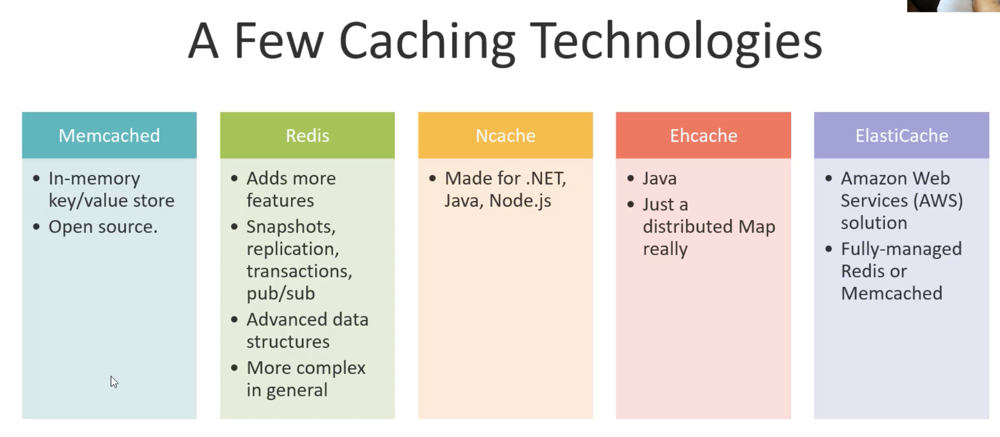 A Few Caching Technologies
Memcached
• In-memory
key/value store
• Open source.
Redis
• Adds more
features
• Snapshots,
replication,
transactions,
pub/sub
• Advanced data
structures
• More complex
in general
Ncache
• Made for .NET,
Java, Node.js
Ehcache
• Java
• Just a
distributed Map
really
ElastiCache
• Amazon Web
Services (AWS)
solution
• Fully-managed
Redis or
Memcached